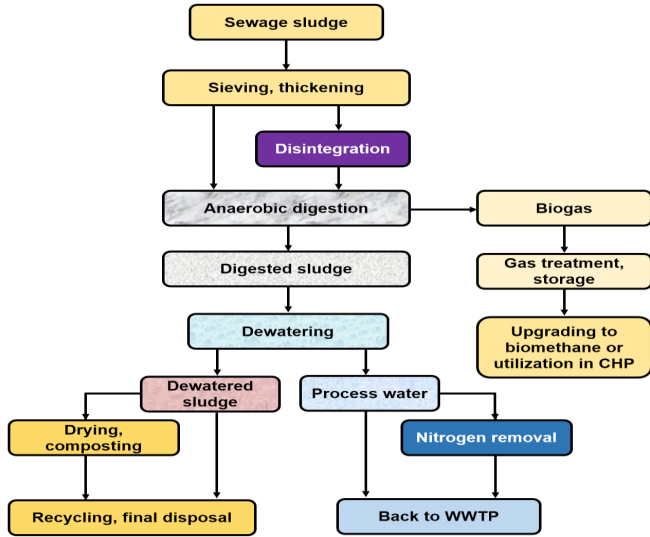 Sewage sludge
Sieving, thickening
Disintegration
Anaerobic digestion
Biogas
Digested sludge
Gas treatment,
storage
Dewatering
Upgrading to
biomethane or
utilization in CHP
Dewatered
sludge
Process water
Drying,
composting
Nitrogen removal
Recycling, final disposal
Back to WWTP